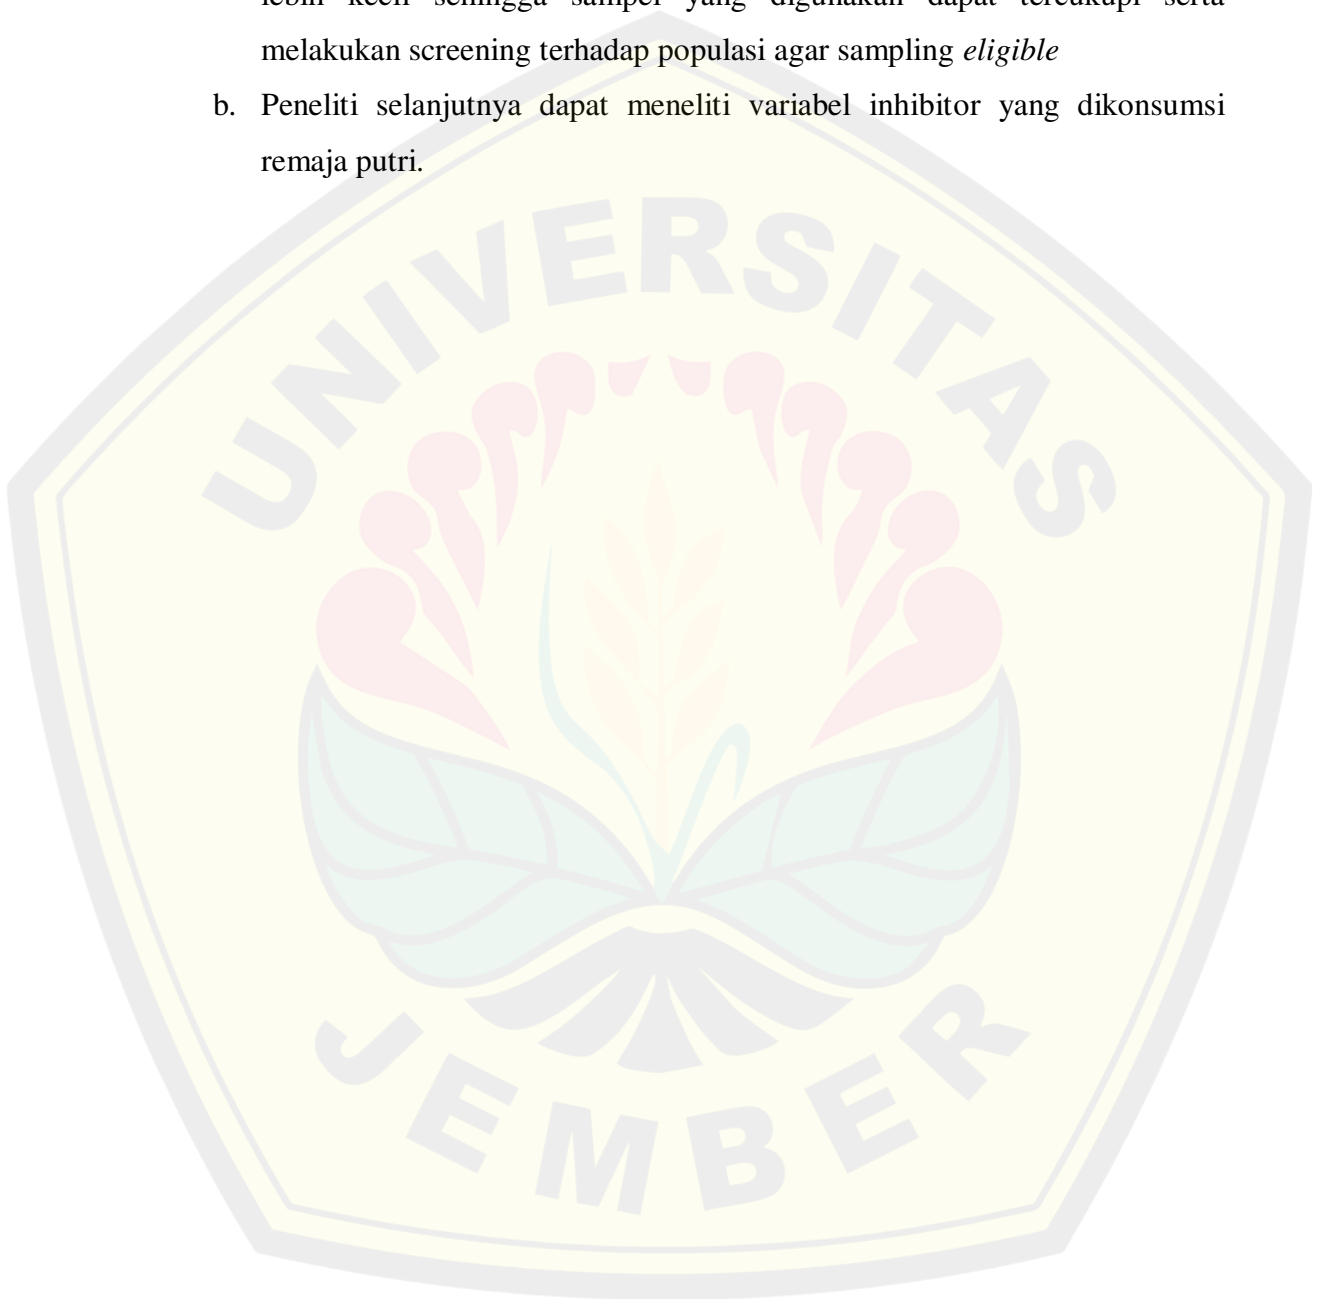 lebih kecil sehingga sampel yang digunakan dapat tercukupi serta
melakukan screening terhadap populasi agar sampling eligible
b. Peneliti selanjutnya dapat meneliti variabel inhibitor yang dikonsumsi
remaja putri.
UNIVERSITAS
JEMBER